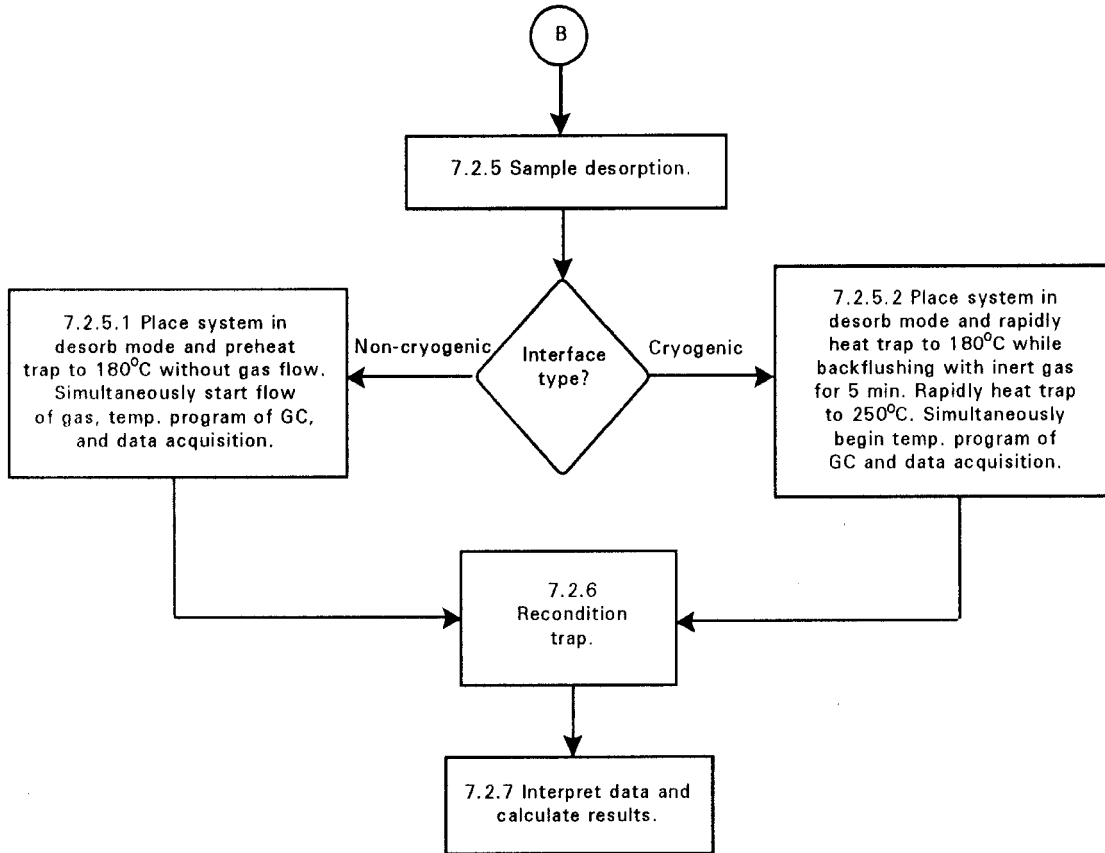 B
7.2.5 Sample desorption.
7.2.5.1 Place system in
desorb mode and preheat
trap to 180°C without gas flow.
Simultaneously start flow
of gas, temp. program of GC,
and data acquisition.
Non-cryogenic
Interface
type?
Cryogenic
7.2.5.2 Place system in
desorb mode and rapidly
heat trap to 180°C while
backflushing with inert gas
for 5 min. Rapidly heat trap
to 250°C. Simultaneously
begin temp. program of
GC and data acquisition.
7.2.6
Recondition
trap.
7.2.7 Interpret data and
calculate results.